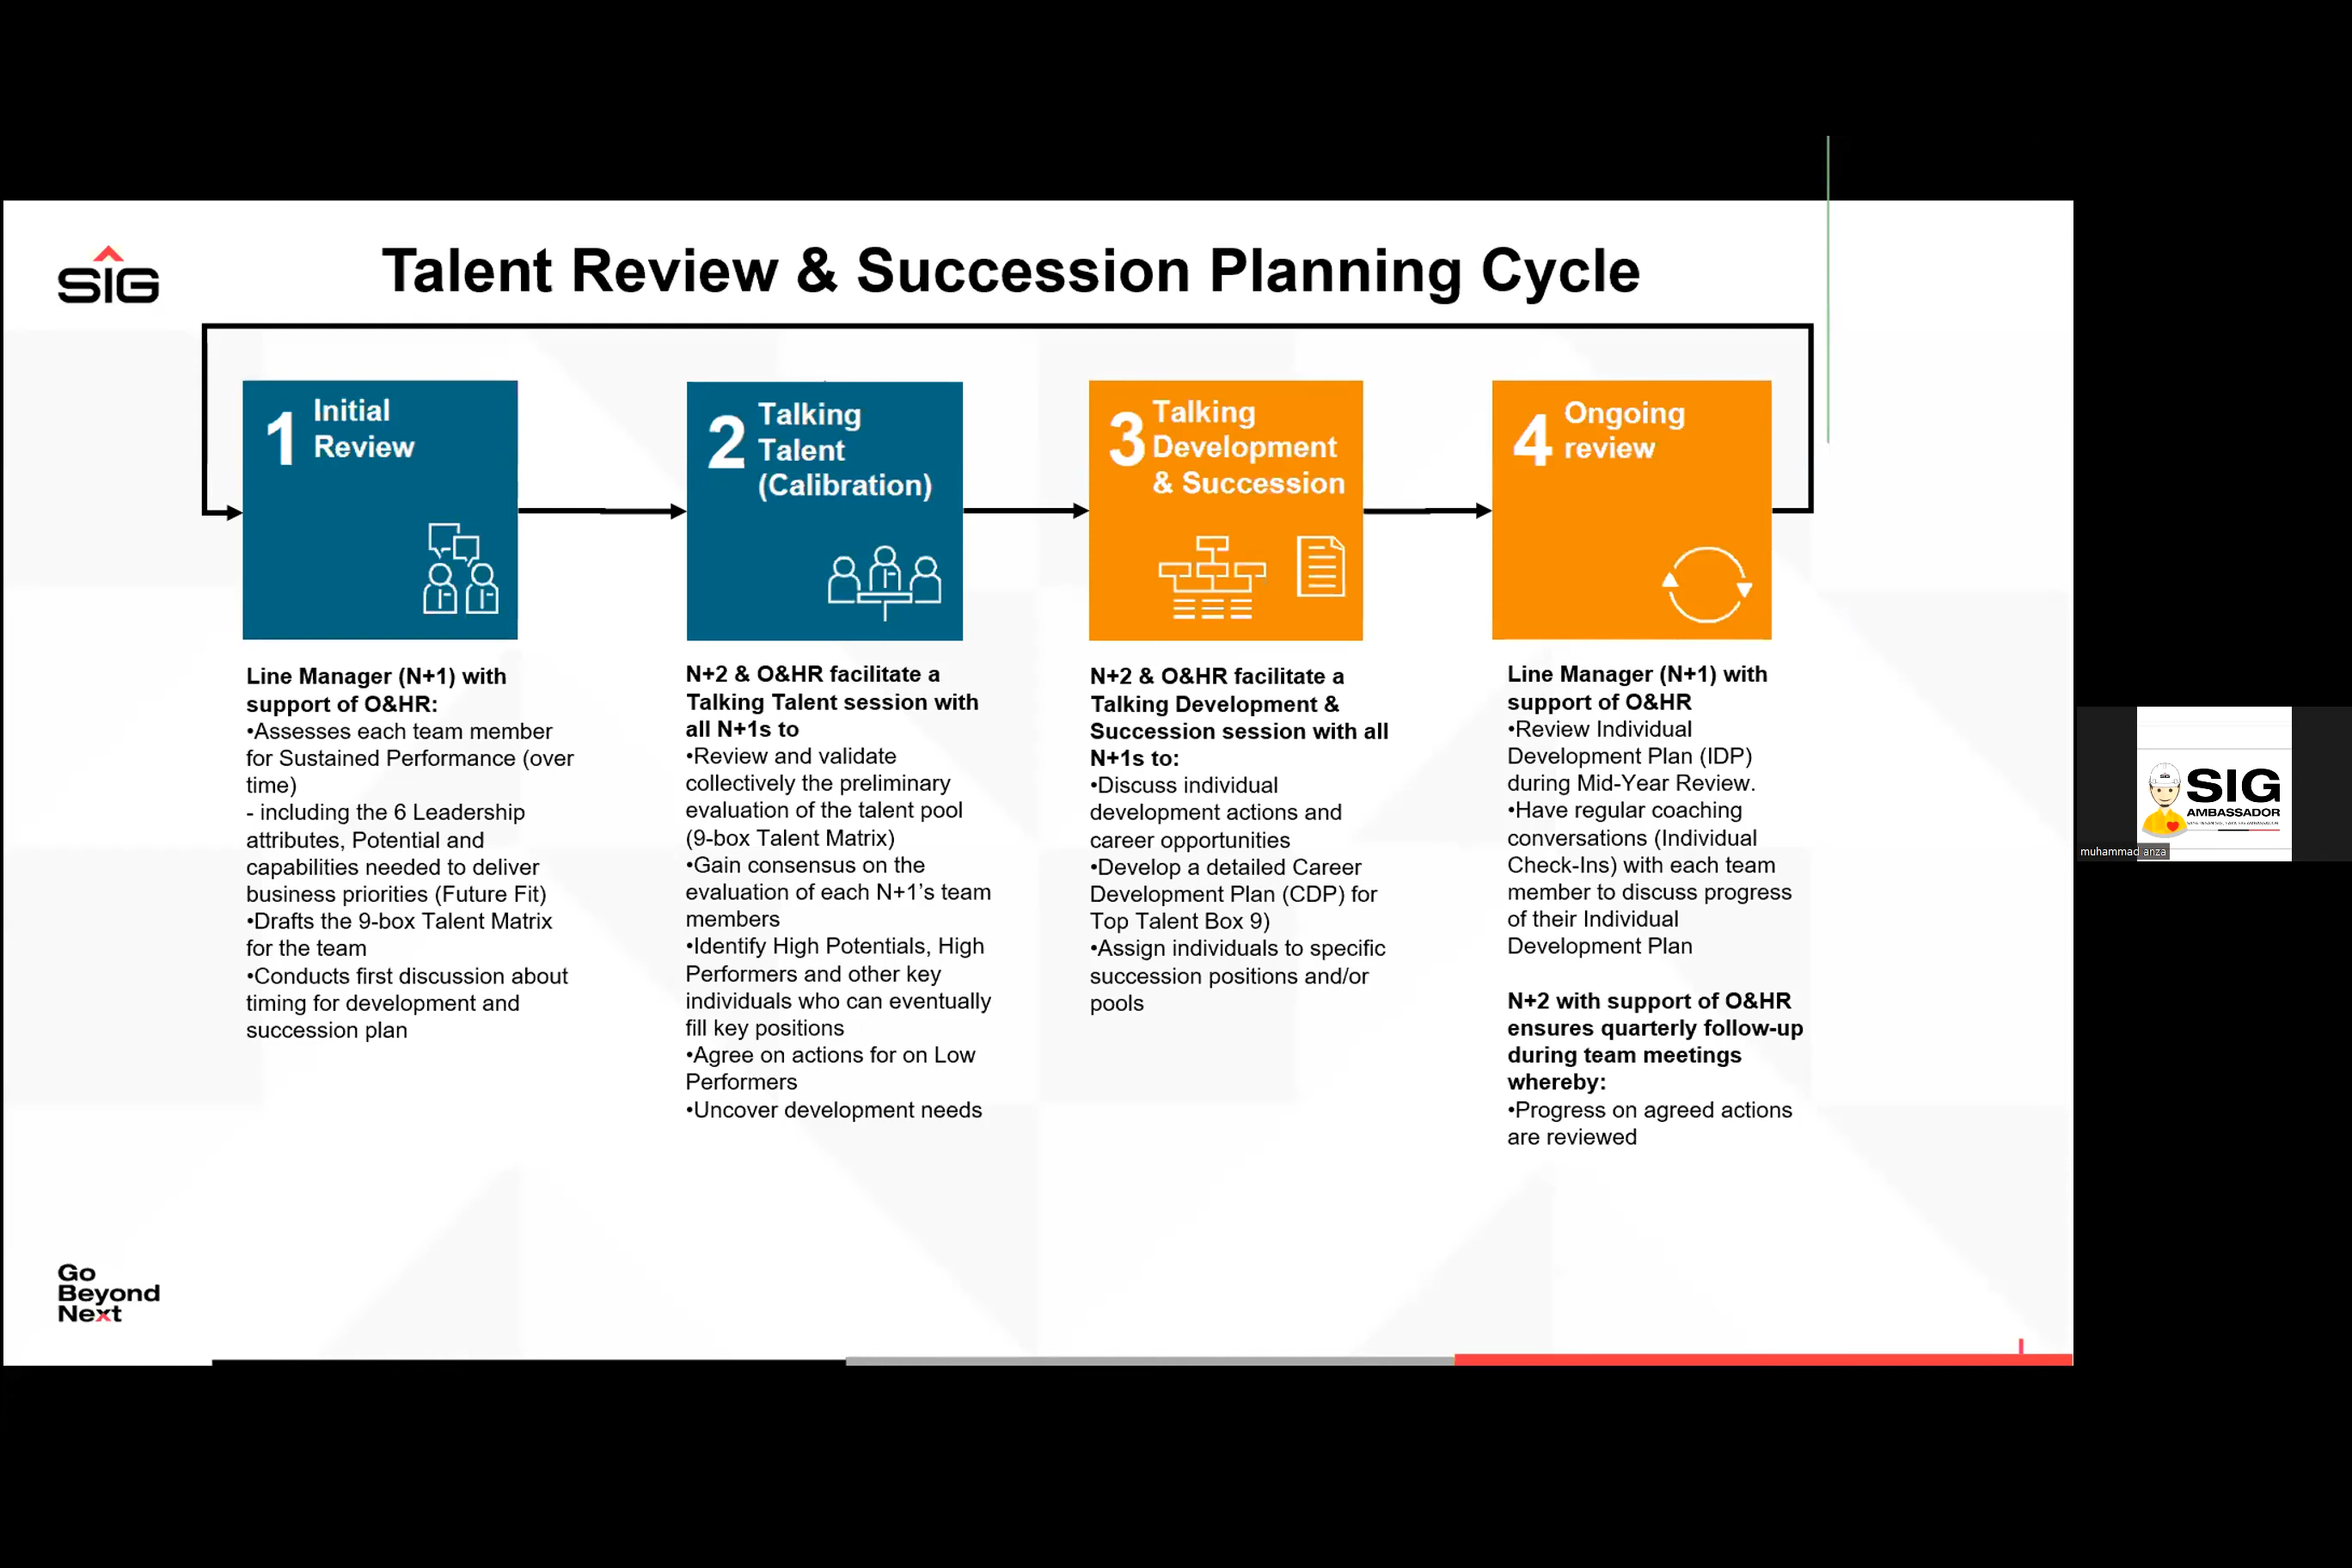 SIG
Talent Review & Succession Planning Cycle
1
Initial
Review
2
Talking
Talent
(Calibration)
3
Talking
Development
& Succession
4
Ongoing
review
Line Manager (N+1) with
support of O&HR:
•Assesses each team member
for Sustained Performance (over
time)
- including the 6 Leadership
attributes, Potential and
capabilities needed to deliver
business priorities (Future Fit)
•Drafts the 9-box Talent Matrix
for the team
•Conducts first discussion about
timing for development and
succession plan
N+2 & O&HR facilitate a
Talking Talent session with
all N+1s to
•Review and validate
collectively the preliminary
evaluation of the talent pool
(9-box Talent Matrix)
•Gain consensus on the
evaluation of each N+1’s team
members
•Identify High Potentials, High
Performers and other key
individuals who can eventually
fill key positions
•Agree on actions for on Low
Performers
•Uncover development needs
N+2 & O&HR facilitate a
Talking Development &
Succession session with all
N+1s to:
•Discuss individual
development actions and
career opportunities
•Develop a detailed Career
Development Plan (CDP) for
Top Talent Box 9)
•Assign individuals to specific
succession positions and/or
pools
Line Manager (N+1) with
support of O&HR
•Review Individual
Development Plan (IDP)
during Mid-Year Review.
•Have regular coaching
conversations (Individual
Check-Ins) with each team
member to discuss progress
of their Individual
Development Plan
N+2 with support of O&HR
ensures quarterly follow-up
during team meetings
whereby:
•Progress on agreed actions
are reviewed
Go
Beyond
Next
SIG
AMBASSADOR
muhammad anza